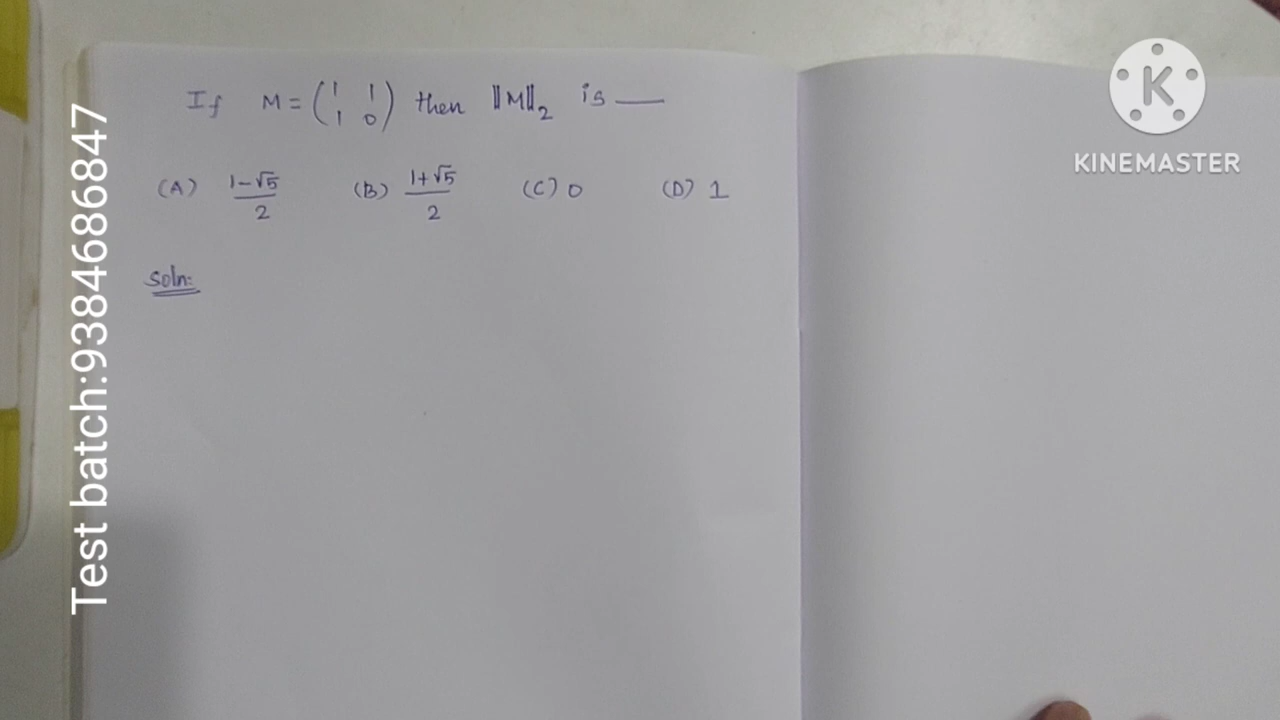 If M = (1 1
1 0) then ‖M‖₂ is ___
(A) 1-√5/2 (B) 1+√5/2 (C) 0 (D) 1
Soln:
Test batch:9384686847
KINEMASTER